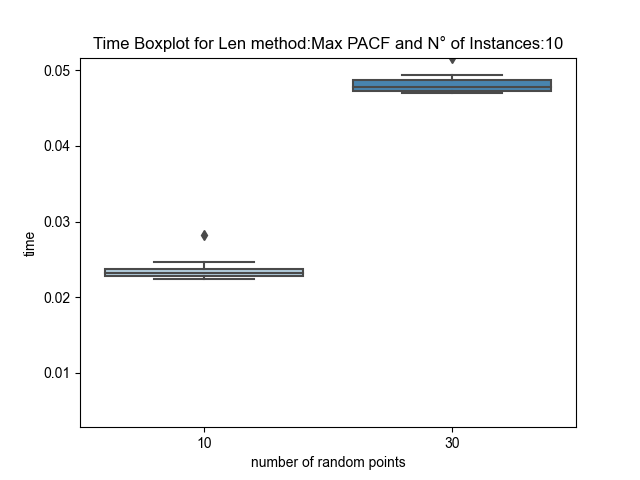 Time Boxplot for Len method:Max PACF and N° of Instances:10
0.05
0.04
0.03
0.02
0.01
time
10 30
number of random points